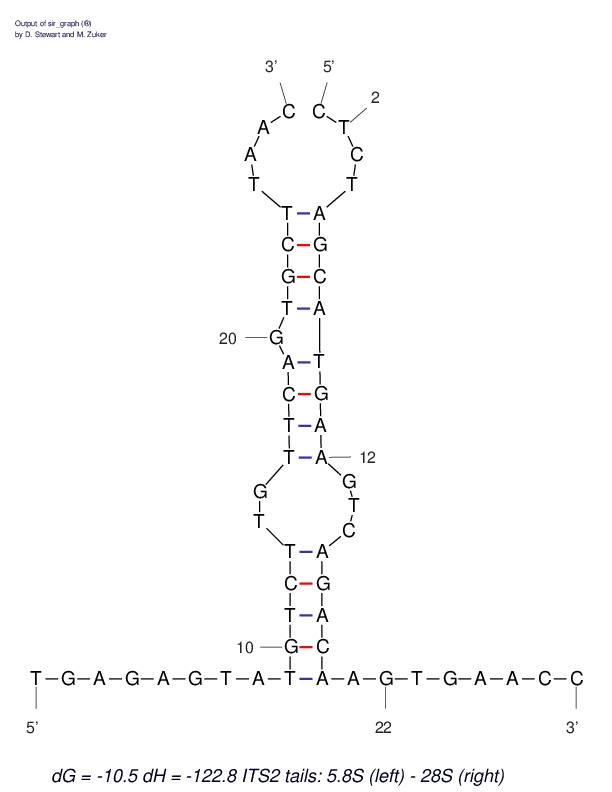 Output of sir_graph (®)
by D. Stewart and M. Zuker
3’ 5’
C C 2
A T
A C
T T
T A
C G
G C
T A
20 G
A T
C G
T A
T A 12
G G
T T
C
T A
C G
T A
10 G C
T G A G A G T A T A A G T G A A C C
5’ 22 3’
dG = -10.5 dH = -122.8 ITS2 tails: 5.8S (left) - 28S (right)